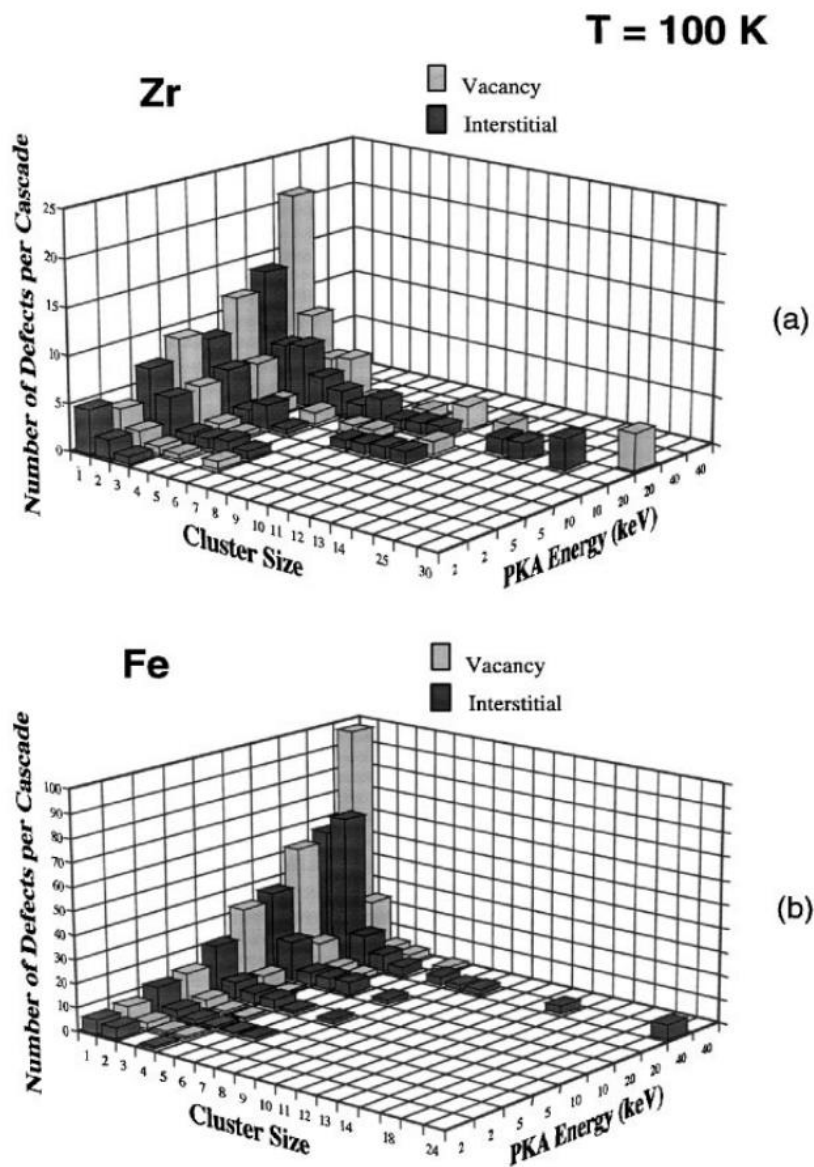 T = 100 K
Zr
Vacancy
Interstitial
Number of Defects per Cascade
25
20
15
10
5
0
1 2 3 4 5 6 7 8 9 10 11 12 13 14 25 30
Cluster Size
2 2 5 5 10 10 20 20 40 40
PKA Energy (keV)
(a)
Fe
Vacancy
Interstitial
Number of Defects per Cascade
100
90
80
70
60
50
40
30
20
10
0
1 2 3 4 5 6 7 8 9 10 11 12 13 14 18 24
Cluster Size
2 2 5 5 10 10 20 20 40 40
PKA Energy (keV)
(b)